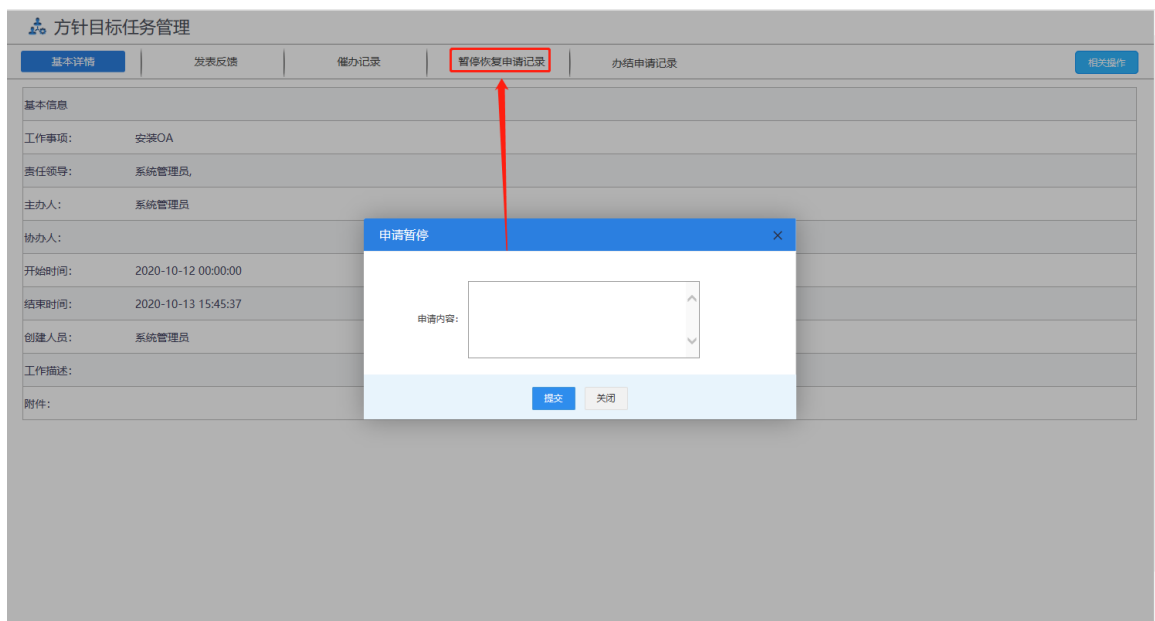 方针目标任务管理
基本详情 发表反馈 催办记录 暂停恢复申请记录 办结申请记录 相关操作
基本信息
工作事项： 安装OA
责任领导： 系统管理员,
主办人： 系统管理员
协办人：
开始时间： 2020-10-12 00:00:00
结束时间： 2020-10-13 15:45:37
创建人员： 系统管理员
工作描述：
附件：
申请暂停 ×
申请内容：
提交 关闭